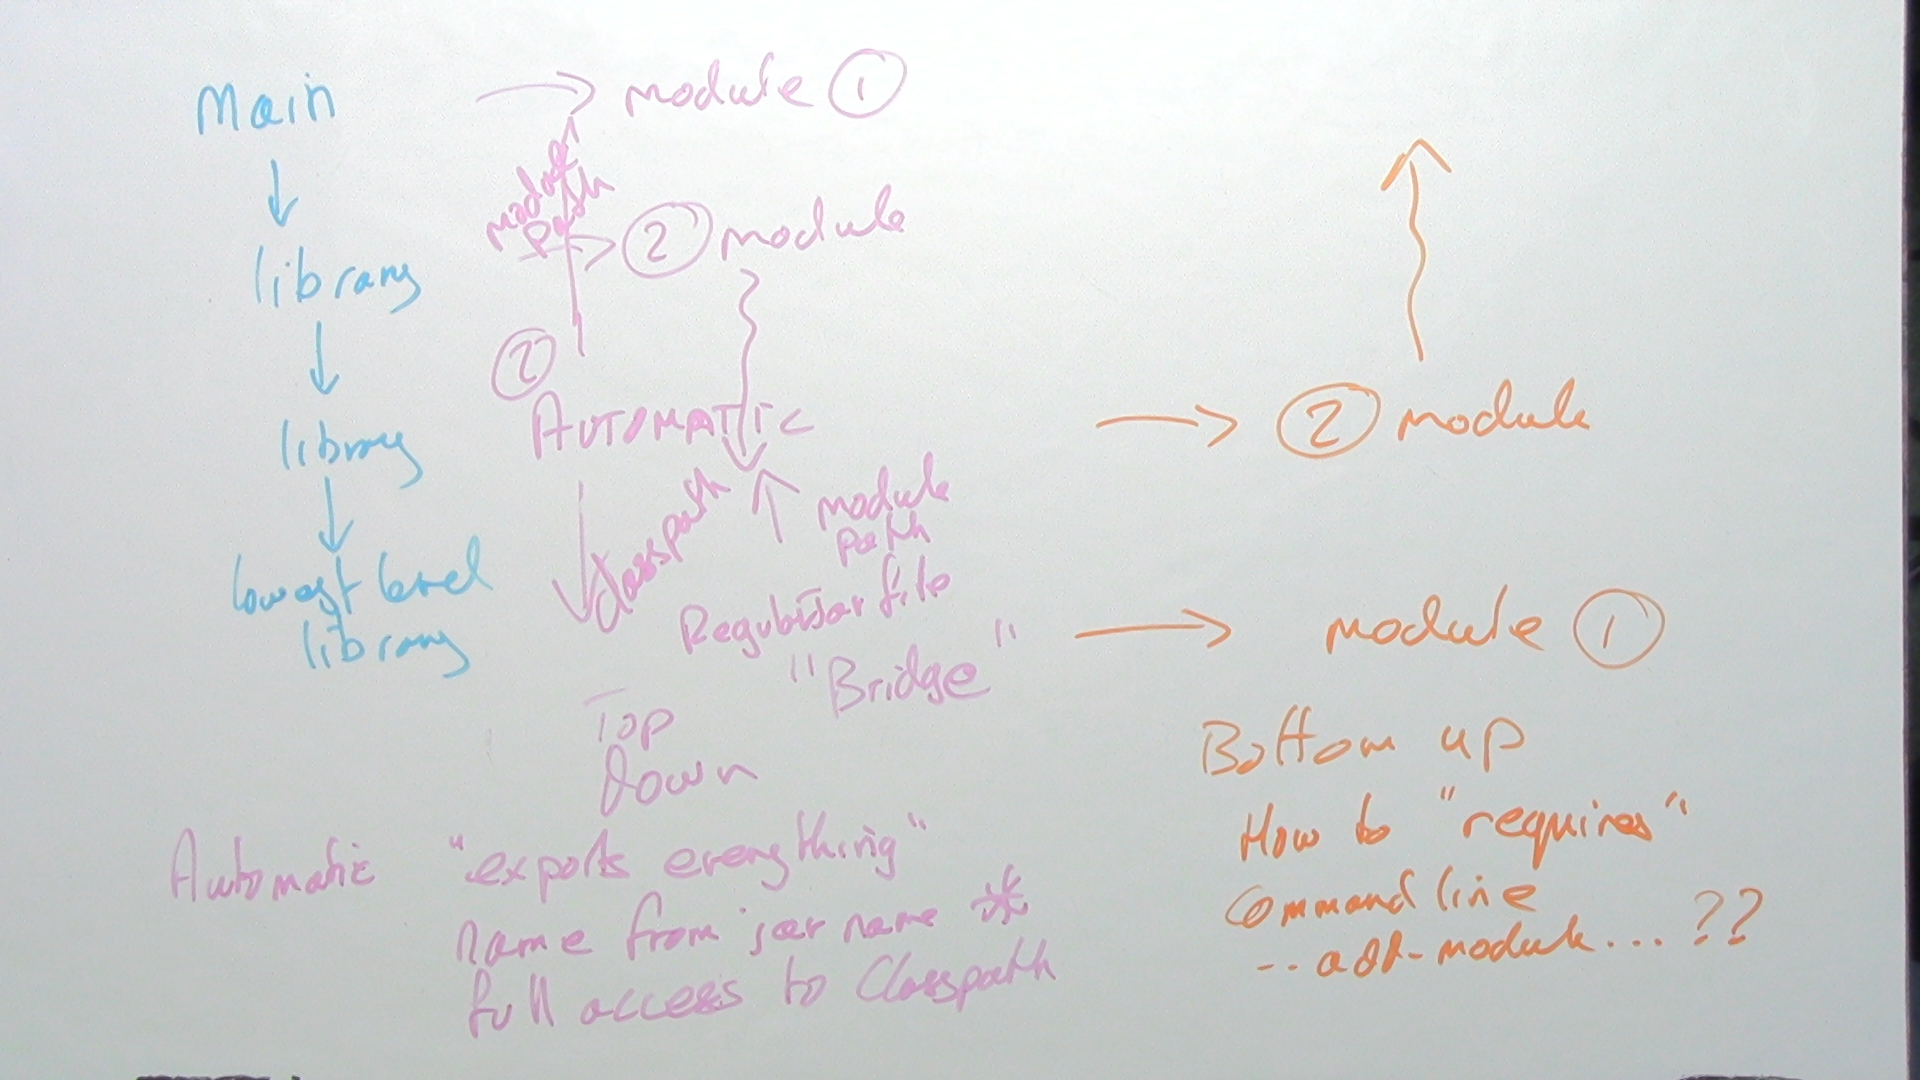 Main
library
library
lowest level
library
module 1
module
path
2 module
2
AUTOMATIC
classpath
module
path
Regular jar file
"Bridge"
Top
Down
Automatic "exports everything"
name from jar name *
full access to Classpath
2 module
module 1
Bottom up
How to "requires"
Command line
-- add-module... ??